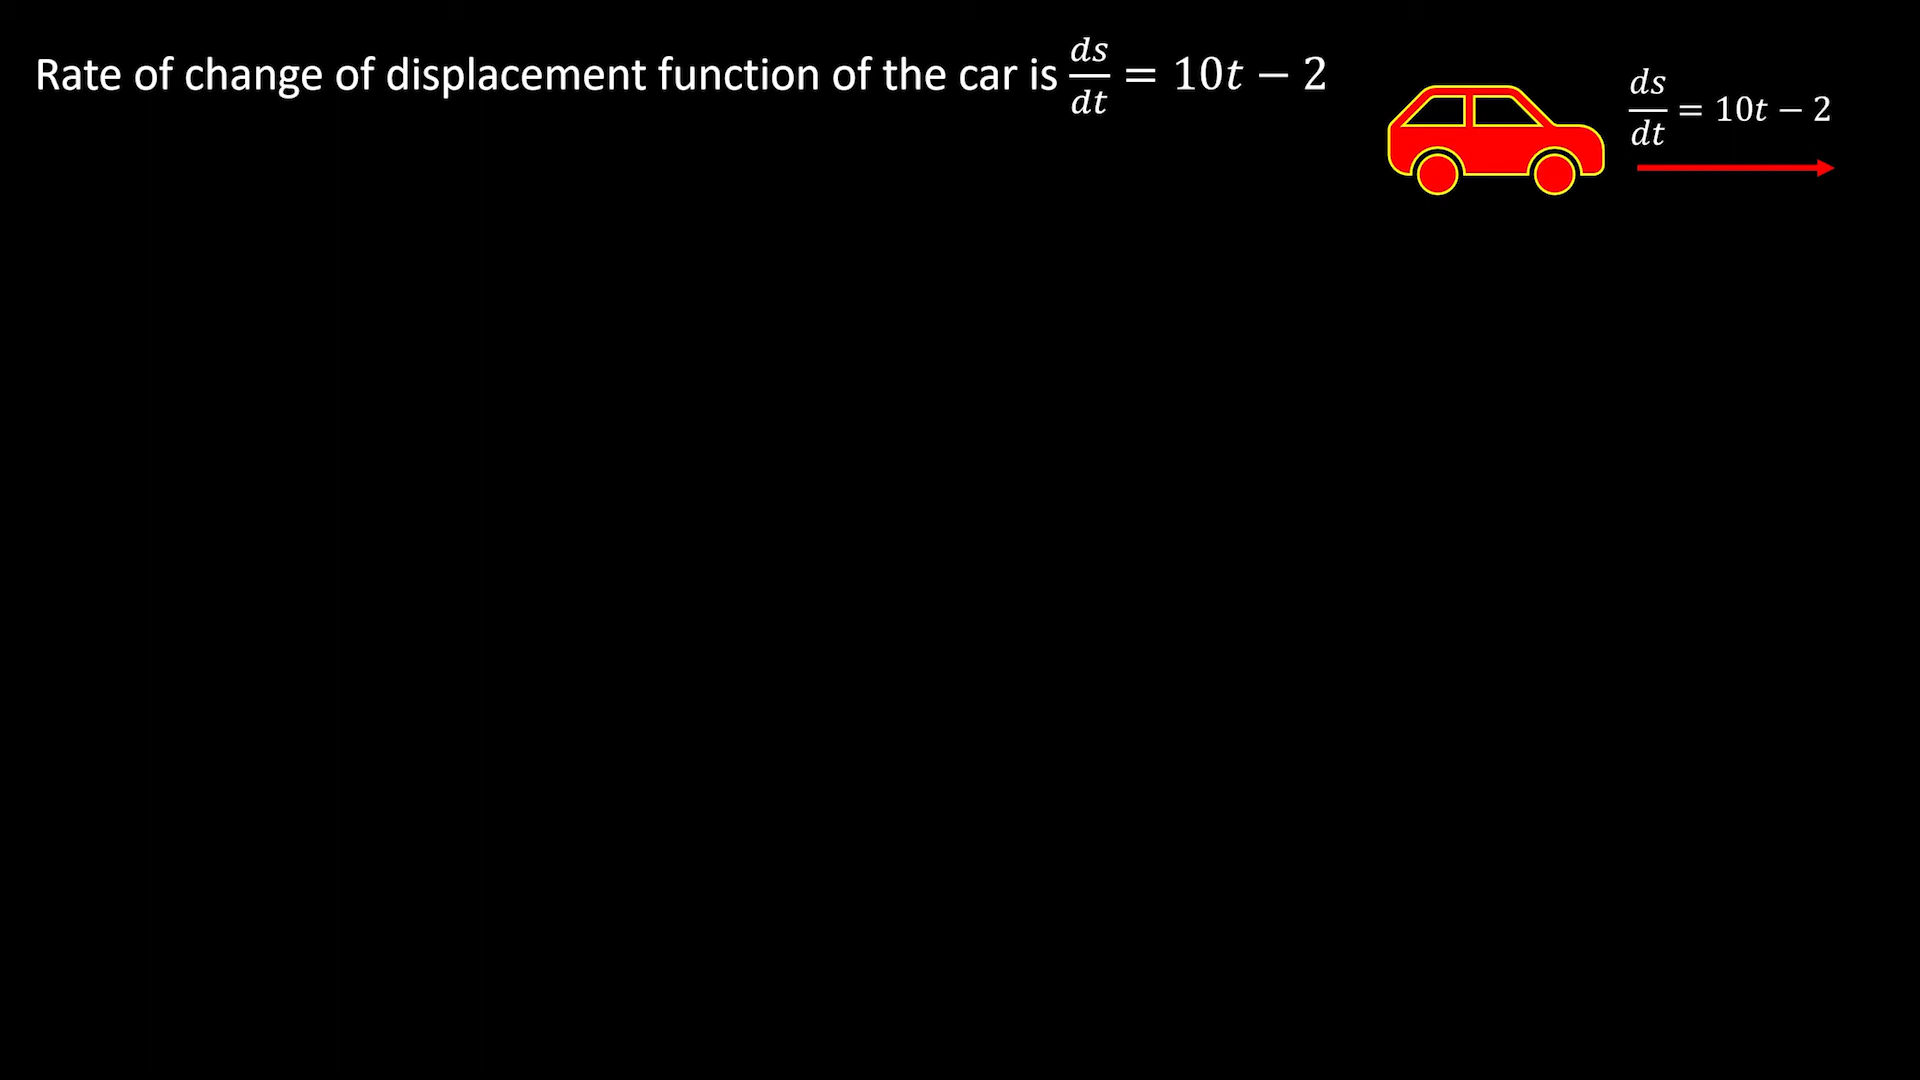 Rate of change of displacement function of the car is ds/dt = 10t − 2
ds/dt = 10t − 2